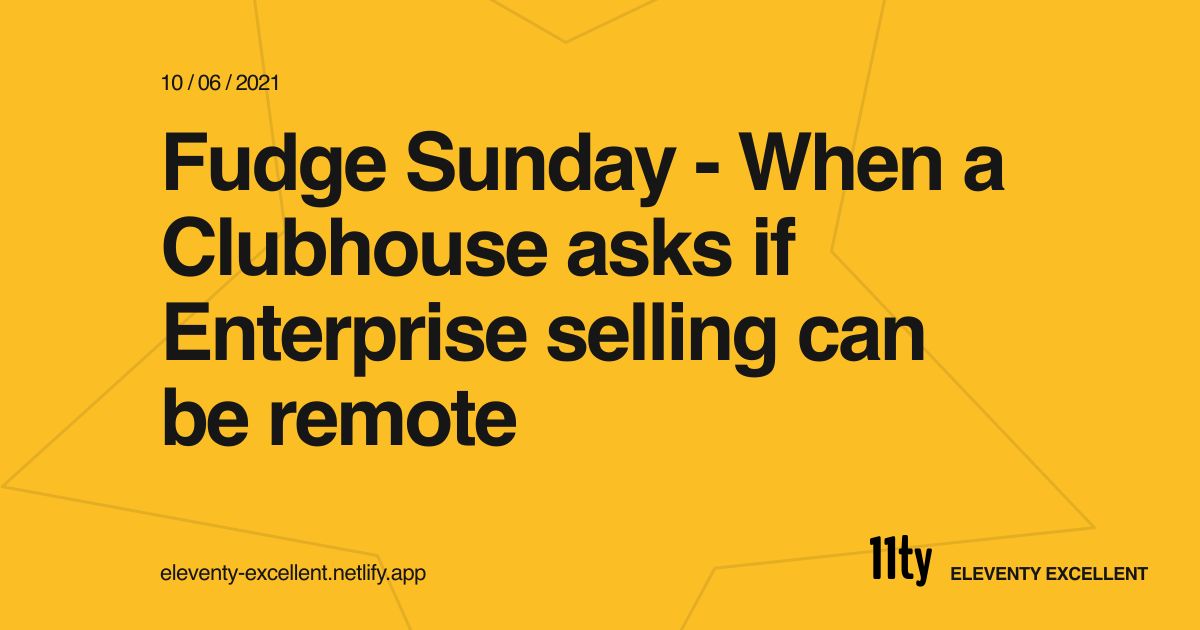 10 / 06 / 2021
Fudge Sunday - When a
Clubhouse asks if
Enterprise selling can
be remote
eleventy-excellent.netlify.app
11ty ELEVENTY EXCELLENT